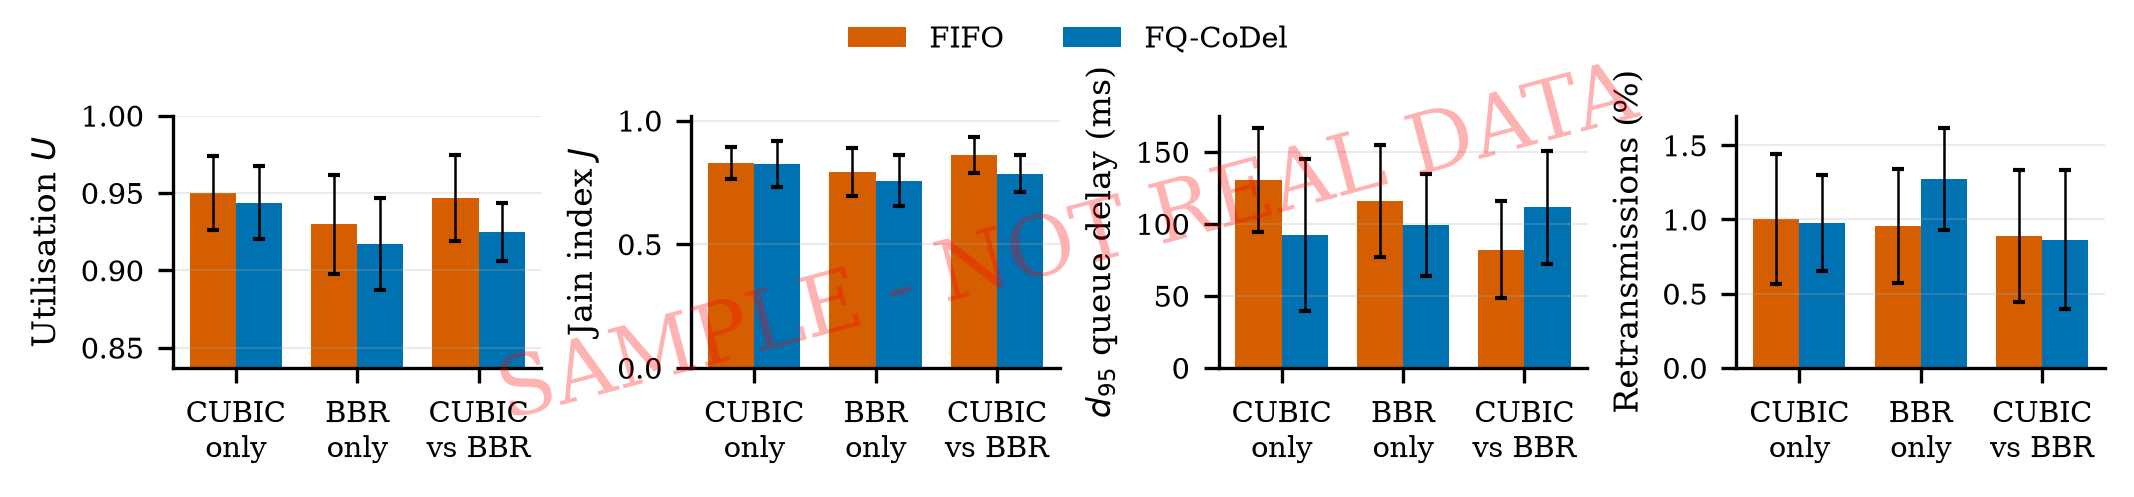 FIFO FQ-CoDel
Utilisation U
1.00
0.95
0.90
0.85
CUBIC only
BBR only
CUBIC vs BBR
Jain index J
1.0
0.5
0.0
CUBIC only
BBR only
CUBIC vs BBR
d95 queue delay (ms)
150
100
50
0
CUBIC only
BBR only
CUBIC vs BBR
Retransmissions (%)
1.5
1.0
0.5
0.0
CUBIC only
BBR only
CUBIC vs BBR
SAMPLE - NOT REAL DATA